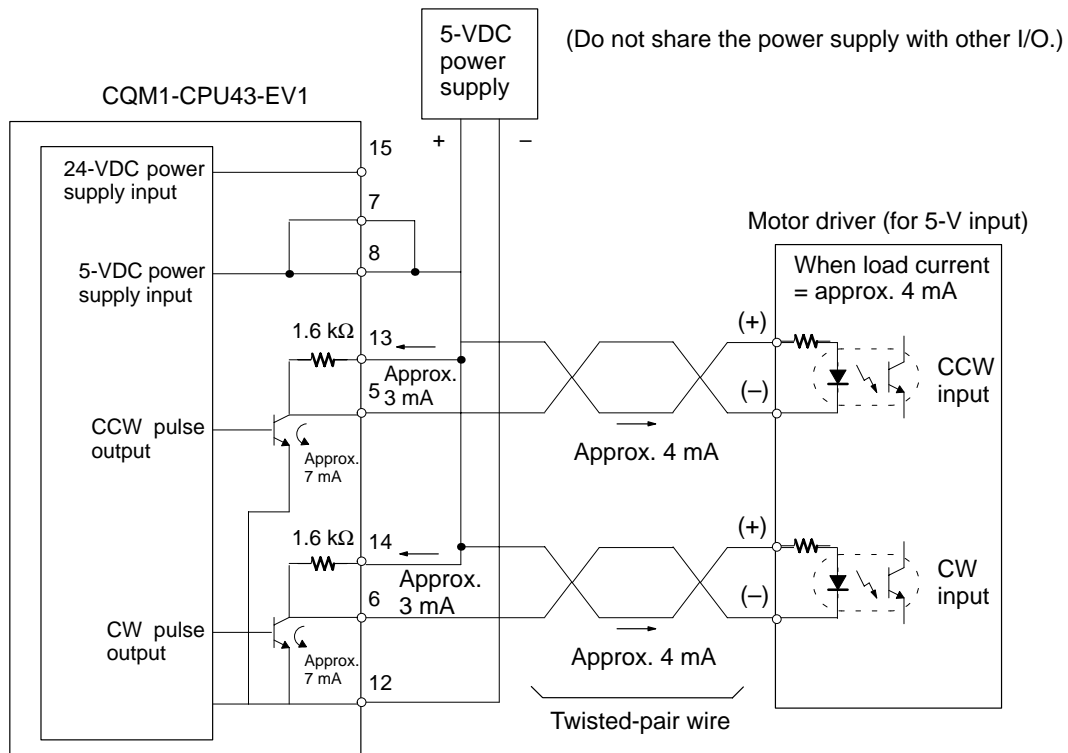 5-VDC
power
supply
(Do not share the power supply with other I/O.)
CQM1-CPU43-EV1
+
–
15
24-VDC power
supply input
7
8
5-VDC power
supply input
Motor driver (for 5-V input)
When load current
= approx. 4 mA
1.6 kΩ
13
Approx.
3 mA
5
(+)
(–)
CCW
input
CCW pulse
output
Approx.
7 mA
Approx. 4 mA
1.6 kΩ
14
Approx.
3 mA
6
(+)
(–)
CW
input
CW pulse
output
Approx.
7 mA
Approx. 4 mA
12
Twisted-pair wire